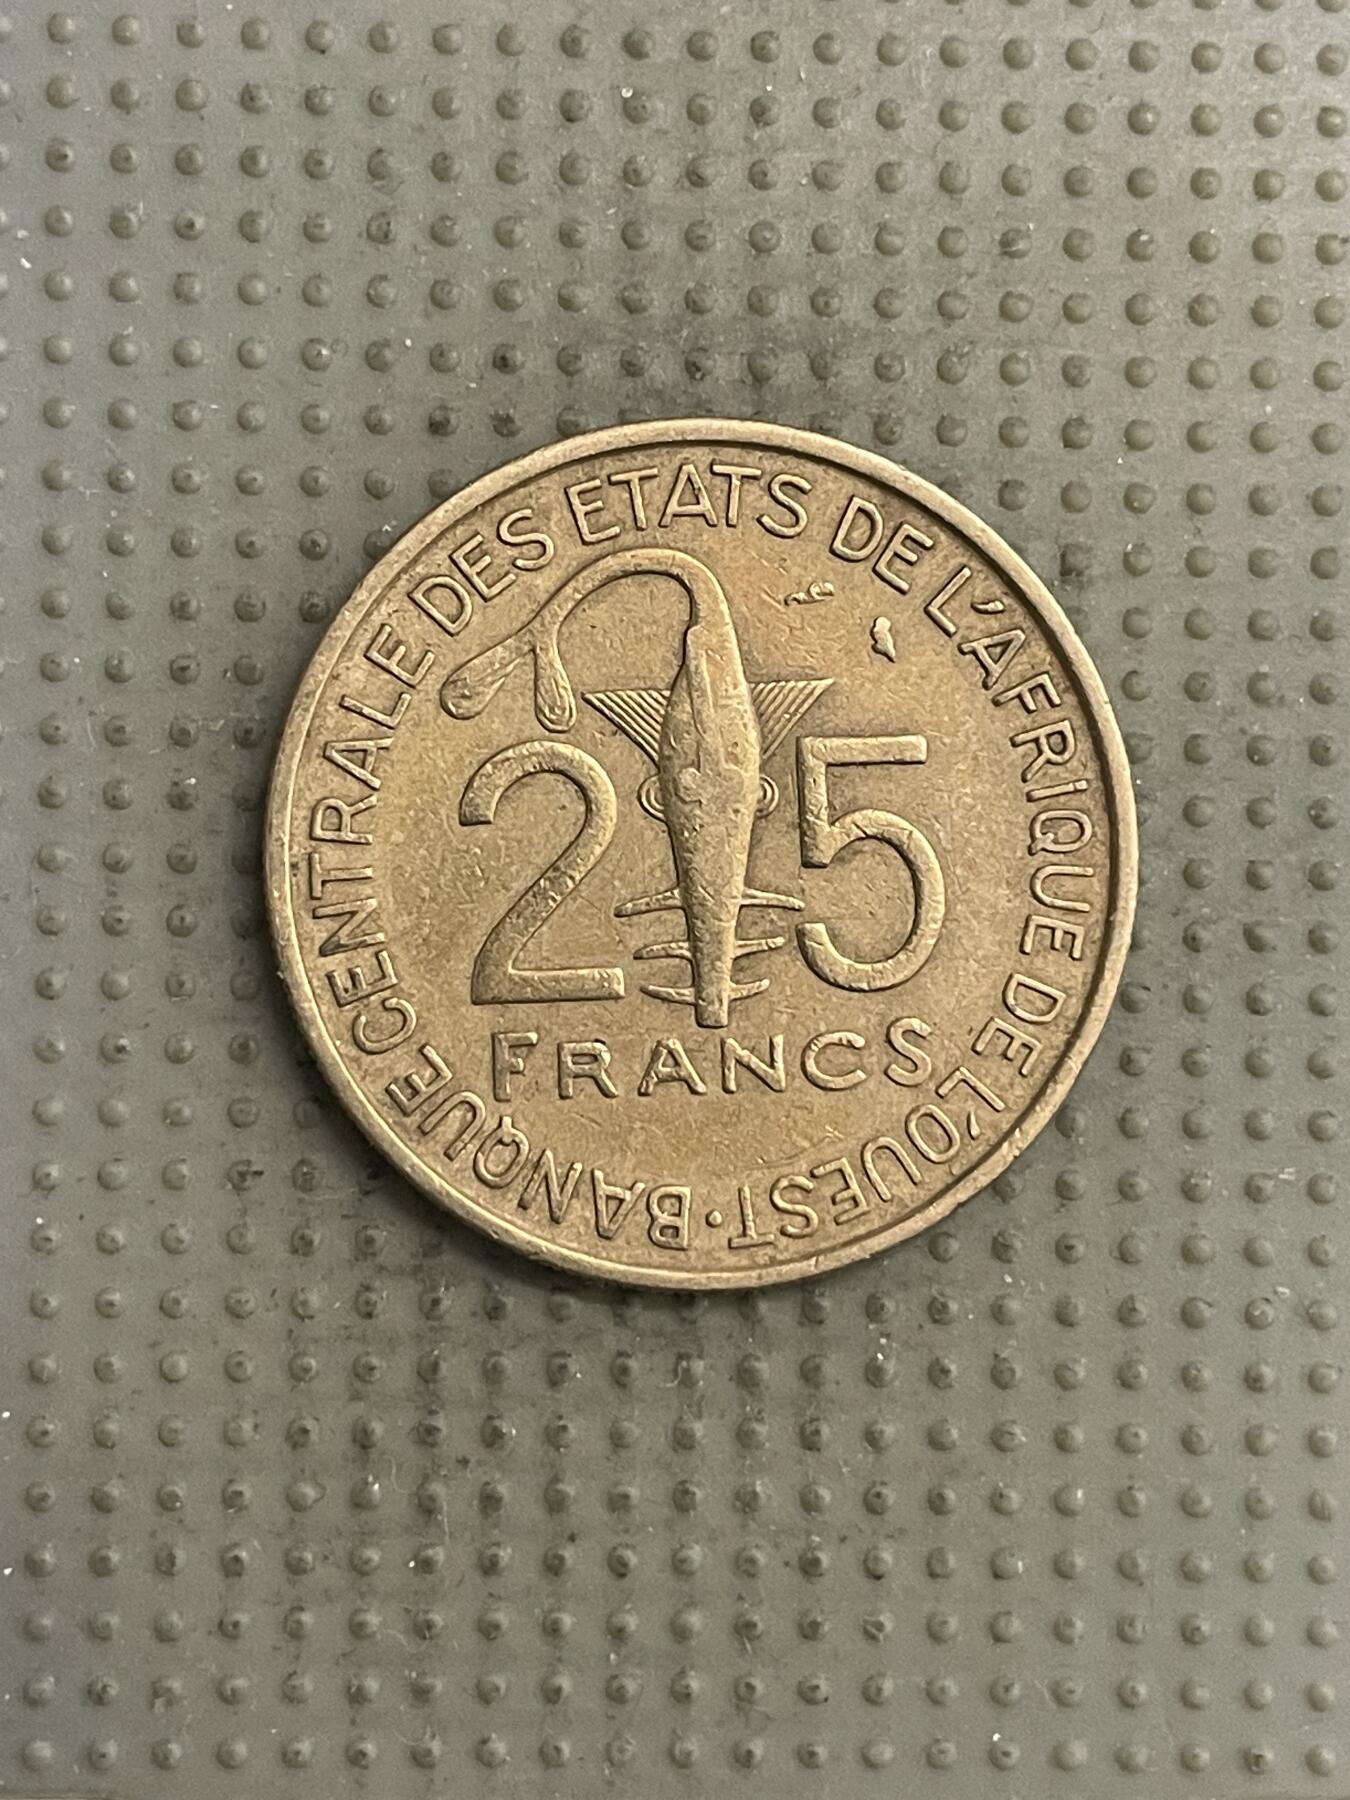 BANQUE CENTRALE DES ETATS DE L'AFRIQUE DE L'OUEST ·
25
FRANCS